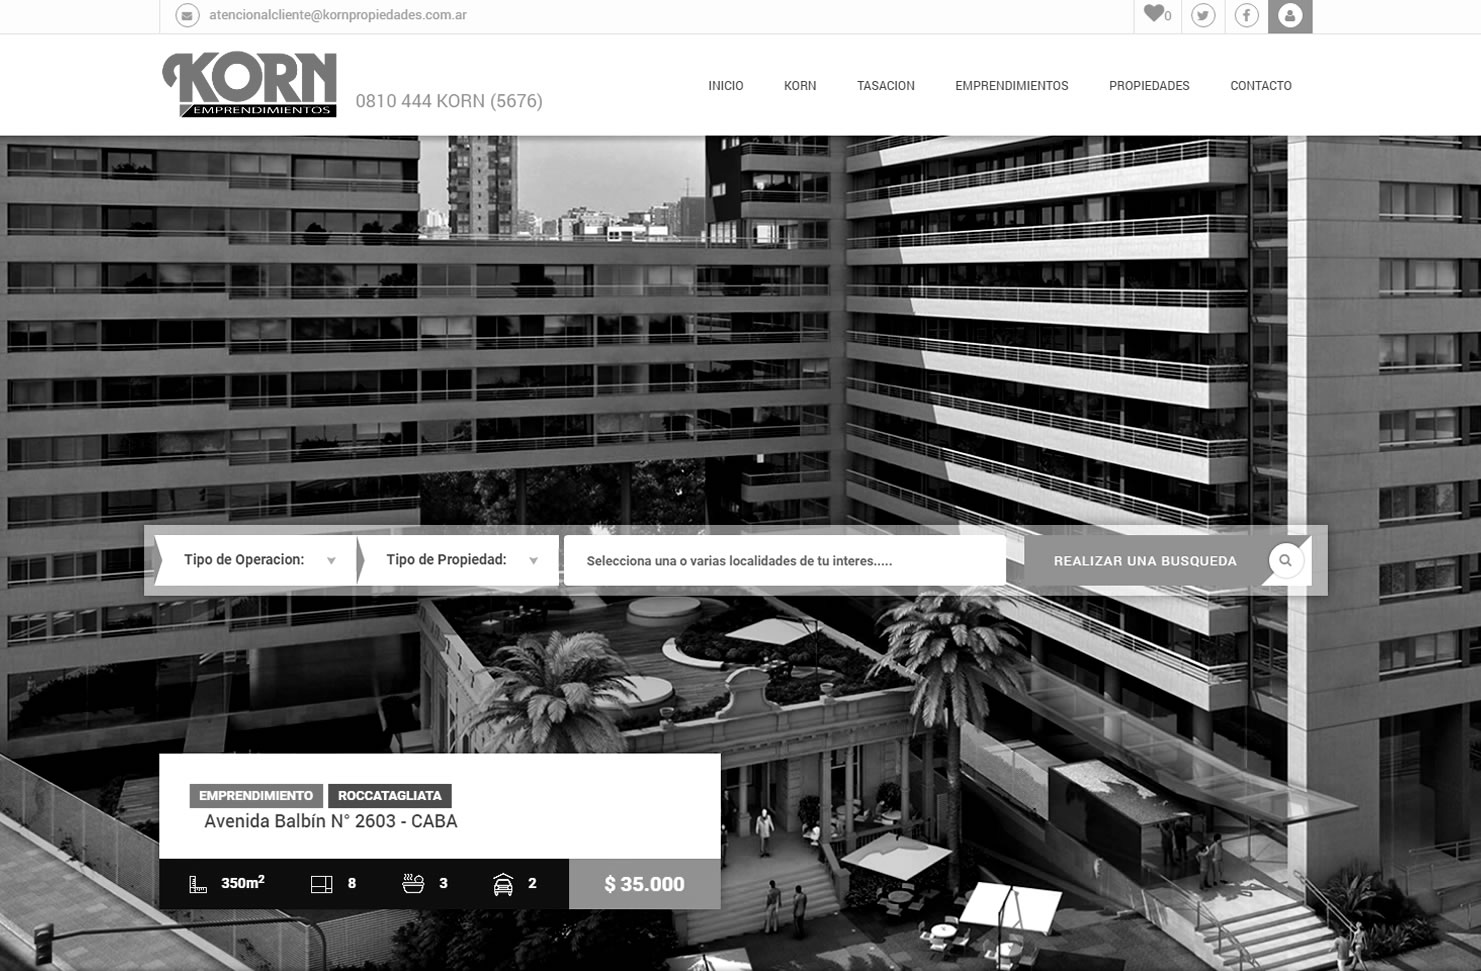 atencionalcliente@kornpropiedades.com.ar
0
KORN
EMPRENDIMIENTOS
0810 444 KORN (5676)
INICIO
KORN
TASACION
EMPRENDIMIENTOS
PROPIEDADES
CONTACTO
Tipo de Operacion:
Tipo de Propiedad:
Selecciona una o varias localidades de tu interes.....
REALIZAR UNA BUSQUEDA
EMPRENDIMIENTO
ROCCATAGLIATA
Avenida Balbín N° 2603 - CABA
350m²
8
3
2
$ 35.000